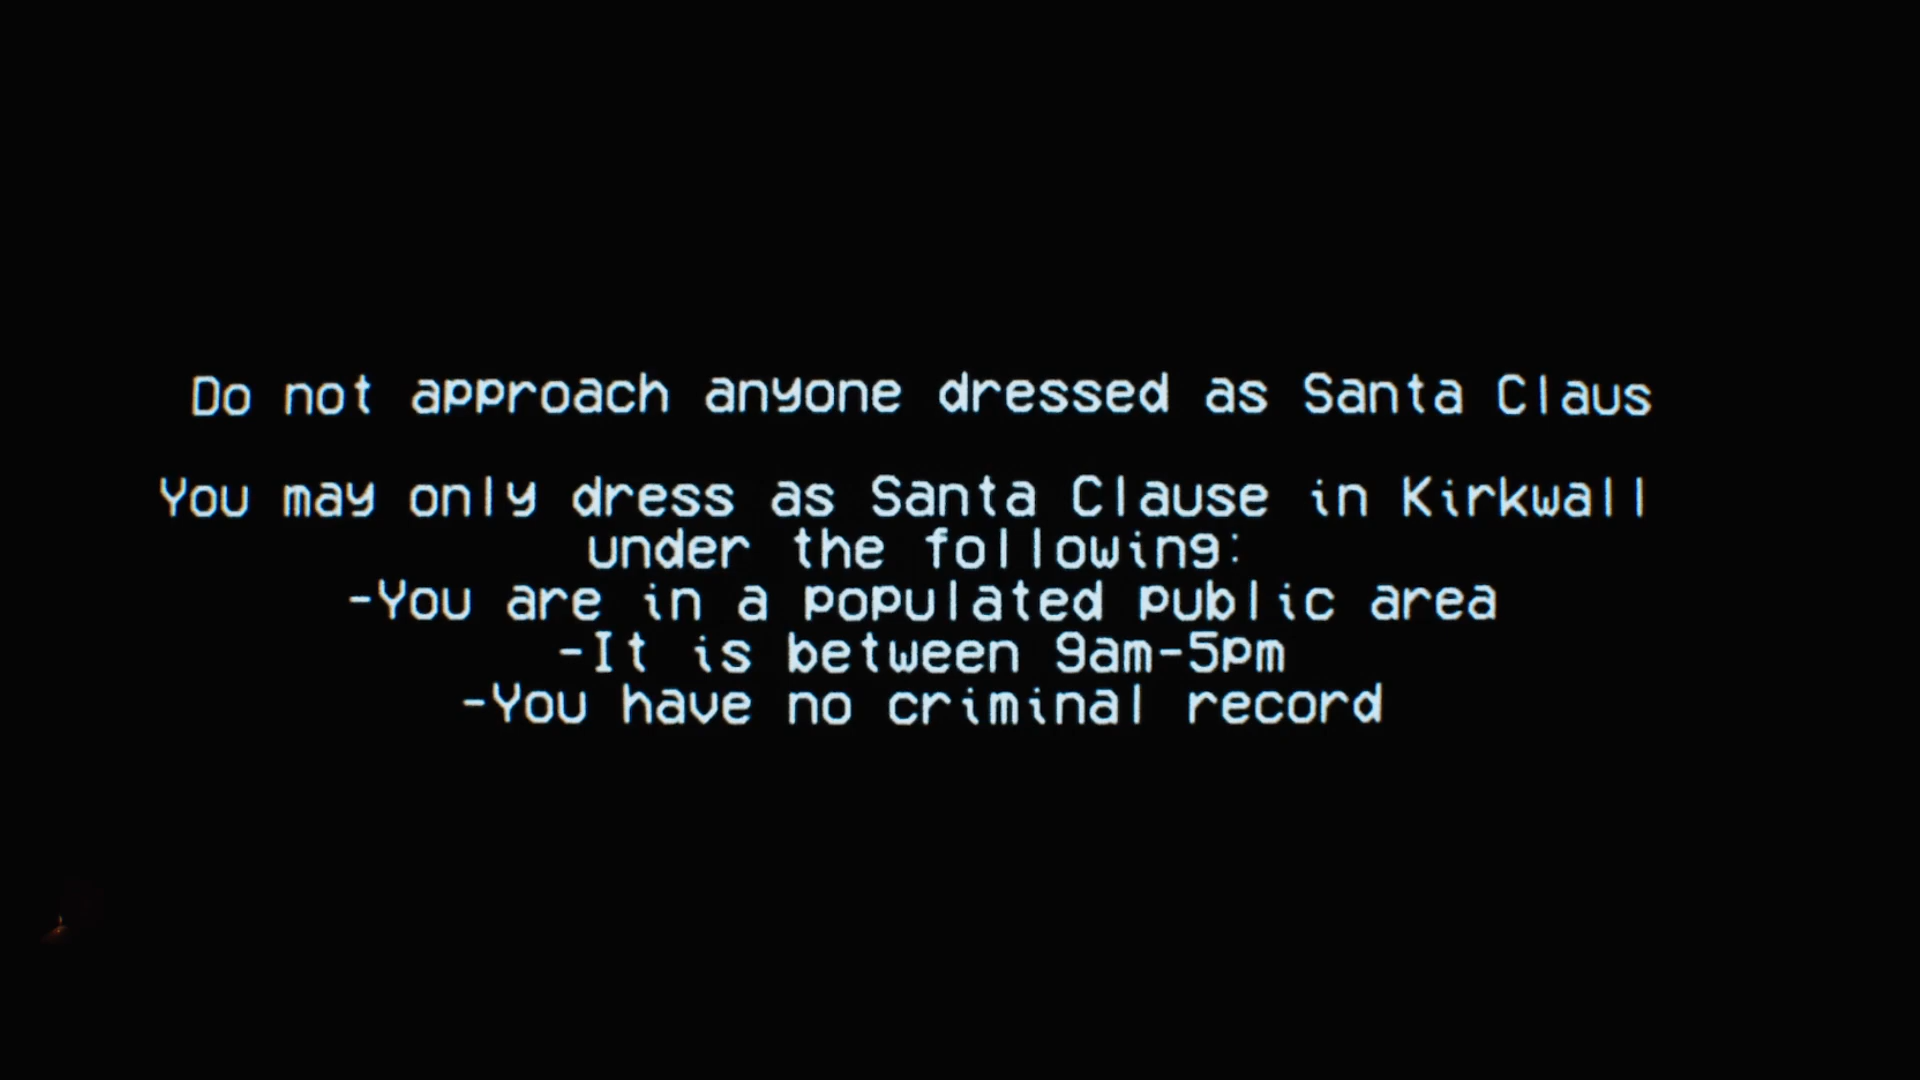 Do not approach anyone dressed as Santa Claus
You may only dress as Santa Clause in Kirkwall
under the following:
-You are in a populated public area
-It is between 9am-5pm
-You have no criminal record